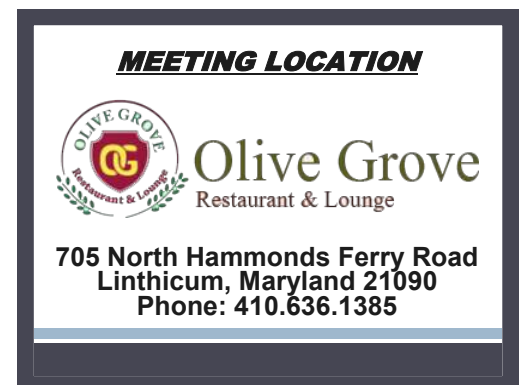 MEETING LOCATION
OLIVE GROVE
OG
Restaurant & Lounge
Olive Grove
Restaurant & Lounge
705 North Hammonds Ferry Road
Linthicum, Maryland 21090
Phone: 410.636.1385